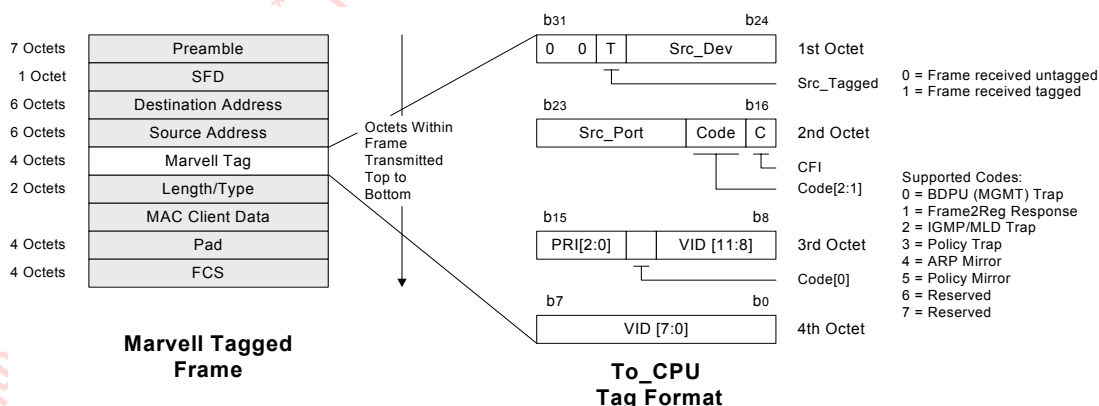 7 Octets Preamble
1 Octet SFD
6 Octets Destination Address
6 Octets Source Address
4 Octets Marvell Tag
2 Octets Length/Type
MAC Client Data
4 Octets Pad
4 Octets FCS
Marvell Tagged
Frame
Octets Within
Frame
Transmitted
Top to
Bottom
b31 b24
0 0 T Src_Dev 1st Octet
Src_Tagged
0 = Frame received untagged
1 = Frame received tagged
b23 b16
Src_Port Code C 2nd Octet
CFI
Code[2:1]
b15 b8
PRI[2:0] VID [11:8] 3rd Octet
Code[0]
b7 b0
VID [7:0] 4th Octet
Supported Codes:
0 = BDPU (MGMT) Trap
1 = Frame2Reg Response
2 = IGMP/MLD Trap
3 = Policy Trap
4 = ARP Mirror
5 = Policy Mirror
6 = Reserved
7 = Reserved
To_CPU
Tag Format